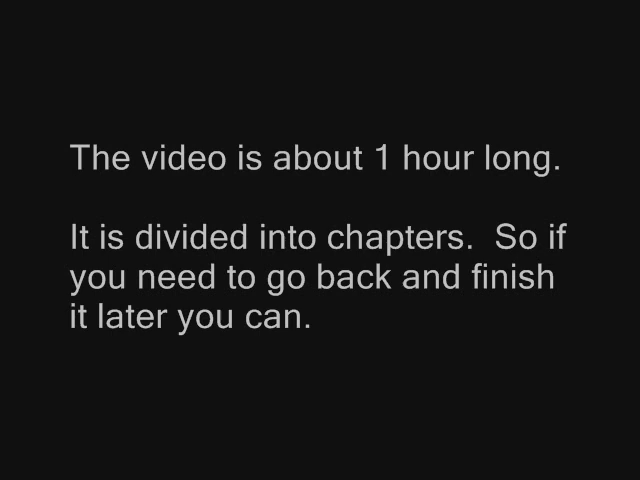 The video is about 1 hour long.
It is divided into chapters.  So if
you need to go back and finish
it later you can.